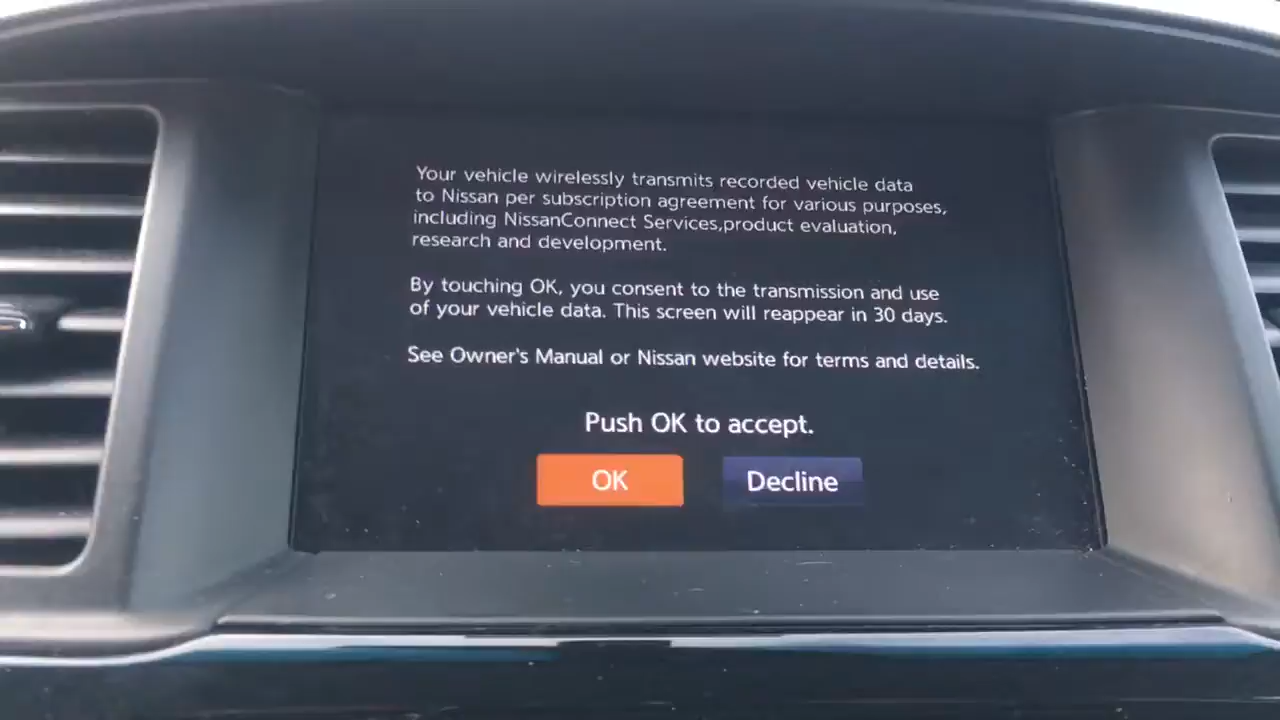 Your vehicle wirelessly transmits recorded vehicle data
to Nissan per subscription agreement for various purposes,
including NissanConnect Services,product evaluation,
research and development.
By touching OK, you consent to the transmission and use
of your vehicle data. This screen will reappear in 30 days.
See Owner's Manual or Nissan website for terms and details.
Push OK to accept.
OK Decline